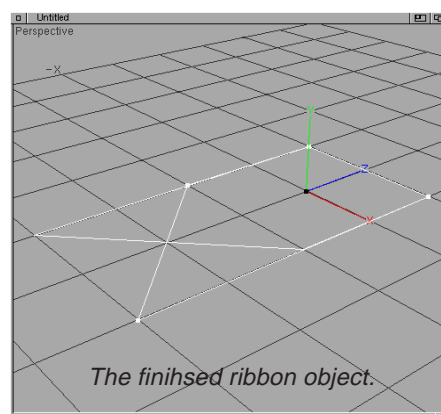 Untitled
Perspective
-X
y
z
x
The finihsed ribbon object.